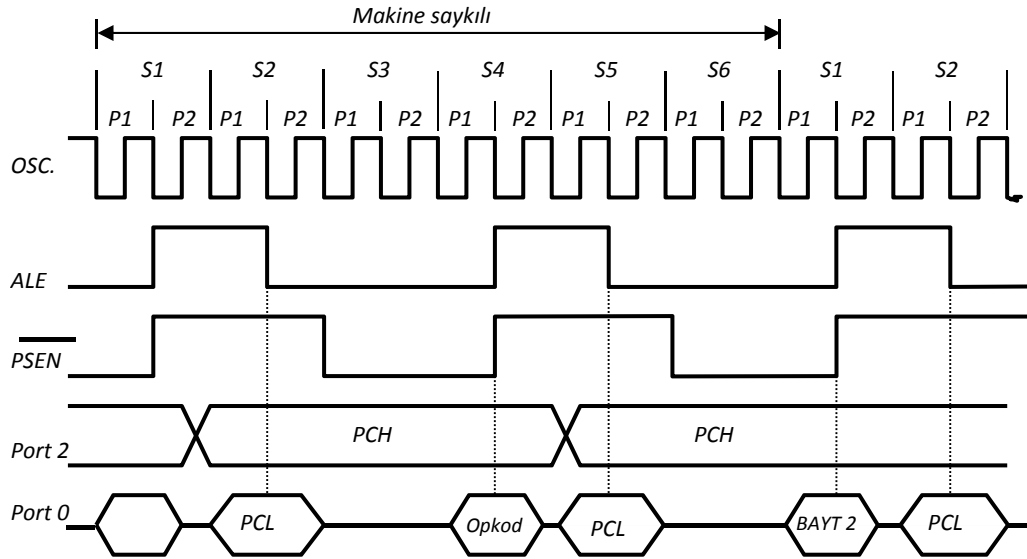 Makine saykılı
S1 S2 S3 S4 S5 S6 S1 S2
P1 P2 P1 P2 P1 P2 P1 P2 P1 P2 P1 P2 P1 P2 P1 P2
OSC.
ALE
PSEN
Port 2 PCH PCH
Port 0 PCL Opkod PCL BAYT 2 PCL